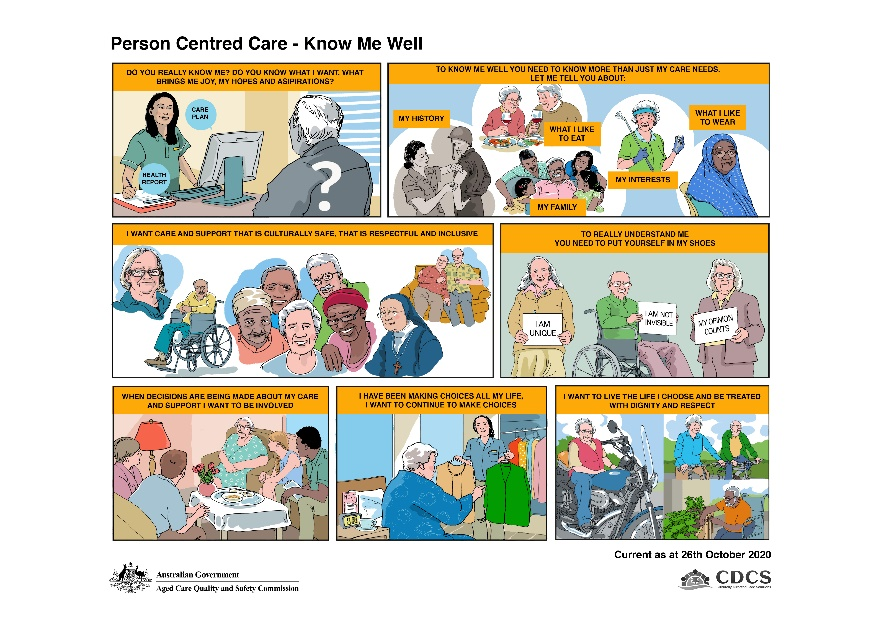 Person Centred Care - Know Me Well
DO YOU REALLY KNOW ME? DO YOU KNOW WHAT I WANT, WHAT
BRINGS ME JOY, MY HOPES AND ASIPIRATIONS?
CARE
PLAN
HEALTH
REPORT
?
TO KNOW ME WELL YOU NEED TO KNOW MORE THAN JUST MY CARE NEEDS.
LET ME TELL YOU ABOUT:
MY HISTORY
WHAT I LIKE
TO EAT
MY FAMILY
MY INTERESTS
WHAT I LIKE
TO WEAR
I WANT CARE AND SUPPORT THAT IS CULTURALLY SAFE, THAT IS RESPECTFUL AND INCLUSIVE
TO REALLY UNDERSTAND ME
YOU NEED TO PUT YOURSELF IN MY SHOES
I AM
UNIQUE
I AM NOT
INVISIBLE
MY OPINION
COUNTS
WHEN DECISIONS ARE BEING MADE ABOUT MY CARE
AND SUPPORT I WANT TO BE INVOLVED
I HAVE BEEN MAKING CHOICES ALL MY LIFE,
I WANT TO CONTINUE TO MAKE CHOICES
I WANT TO LIVE THE LIFE I CHOOSE AND BE TREATED
WITH DIGNITY AND RESPECT
Current as at 26th October 2020
Australian Government
Aged Care Quality and Safety Commission
CDCS